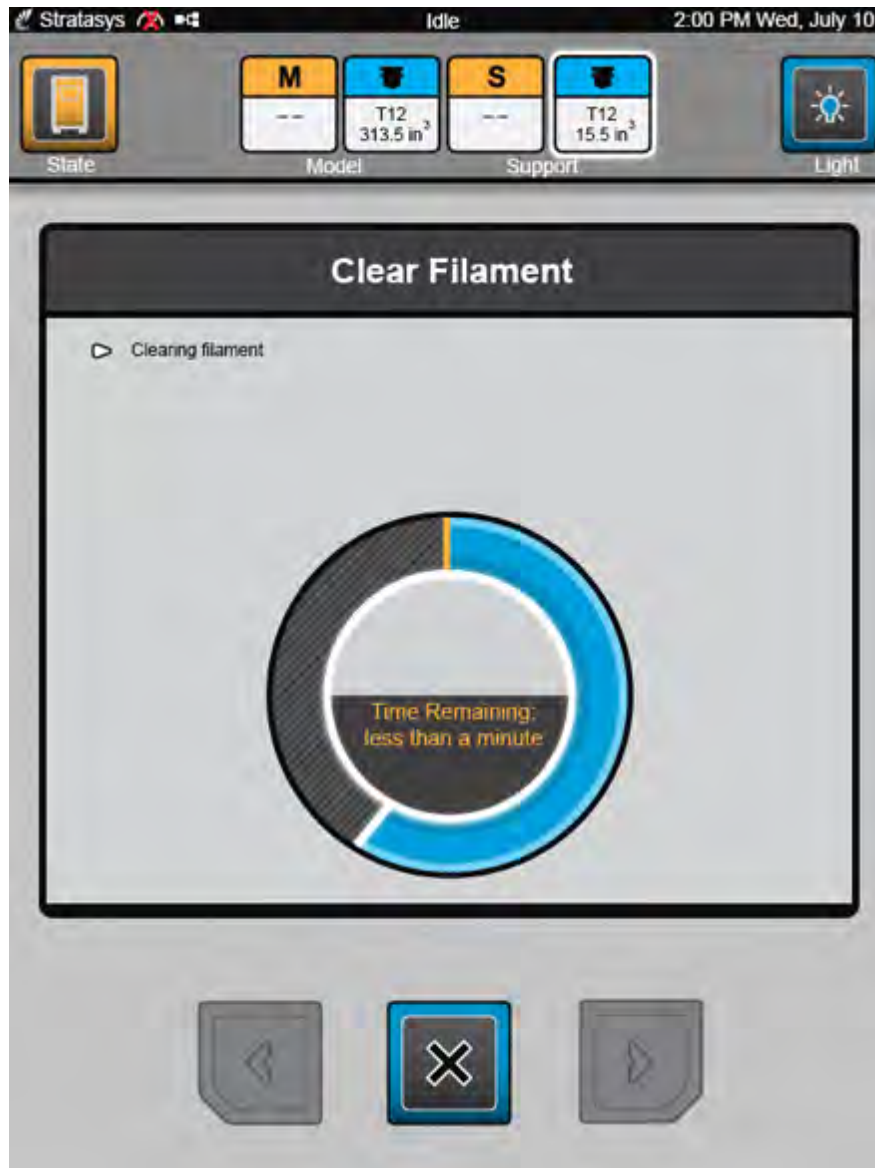 Stratasys Idle 2:00 PM Wed, July 10
M S
-- T12 -- T12
313.5 in³ 15.5 in³
State Model Support Light
Clear Filament
Clearing filament
Time Remaining:
less than a minute